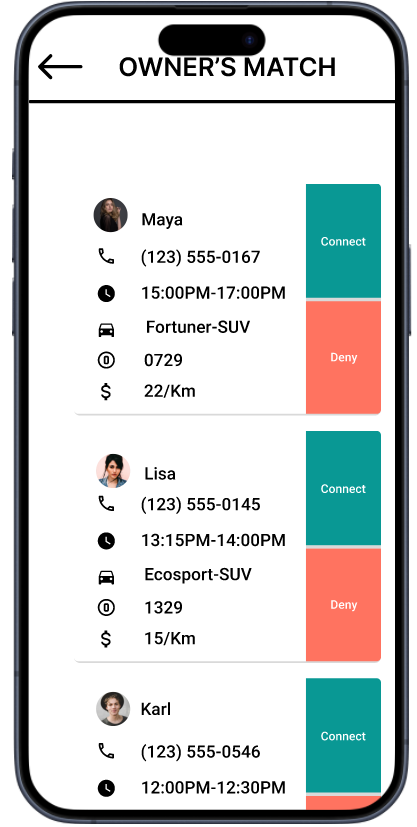 OWNER'S MATCH
Maya
(123) 555-0167
15:00PM-17:00PM
Fortuner-SUV
0729
$ 22/Km
Connect
Deny
Lisa
(123) 555-0145
13:15PM-14:00PM
Ecosport-SUV
1329
$ 15/Km
Connect
Deny
Karl
(123) 555-0546
12:00PM-12:30PM
Connect